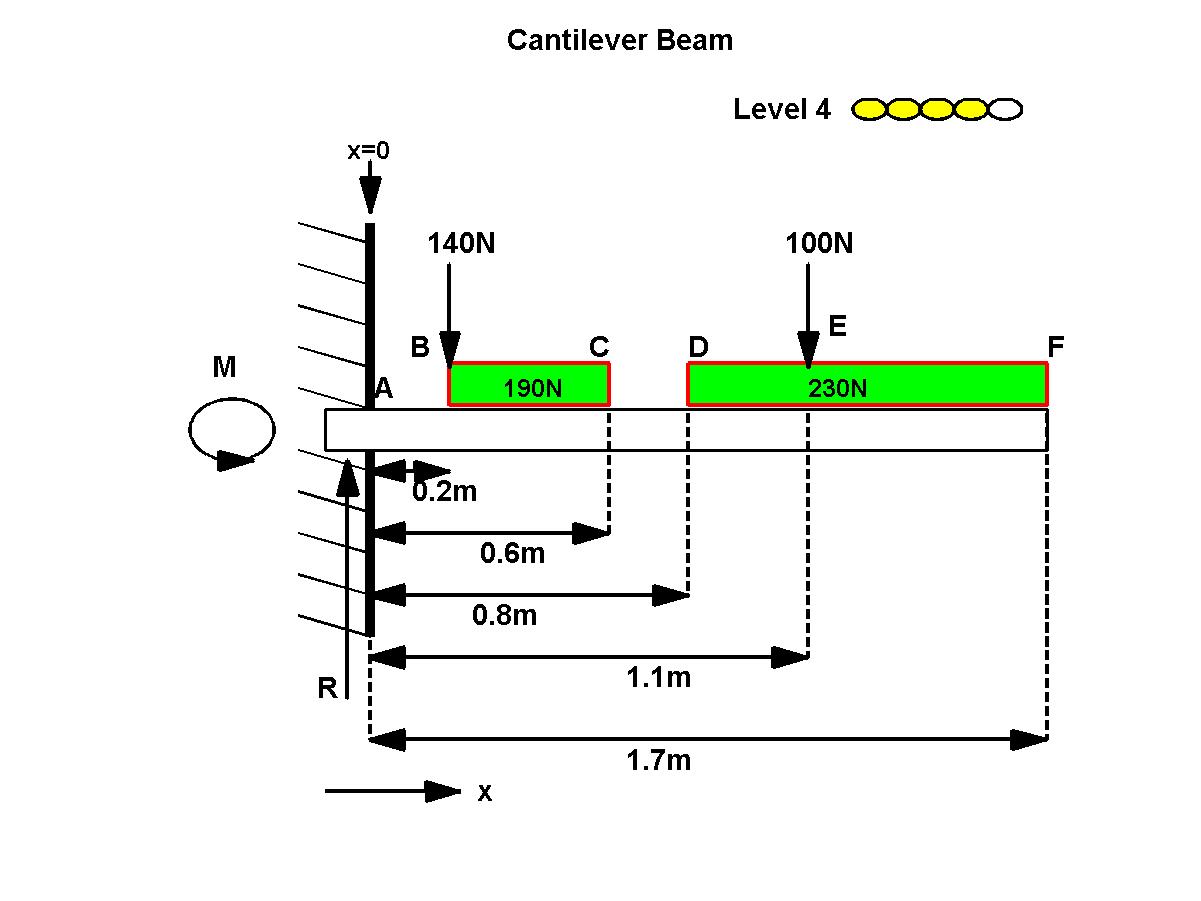 Cantilever Beam
Level 4
x=0
140N
100N
E
B
C
D
F
M
A
190N
230N
0.2m
0.6m
0.8m
1.1m
R
1.7m
x